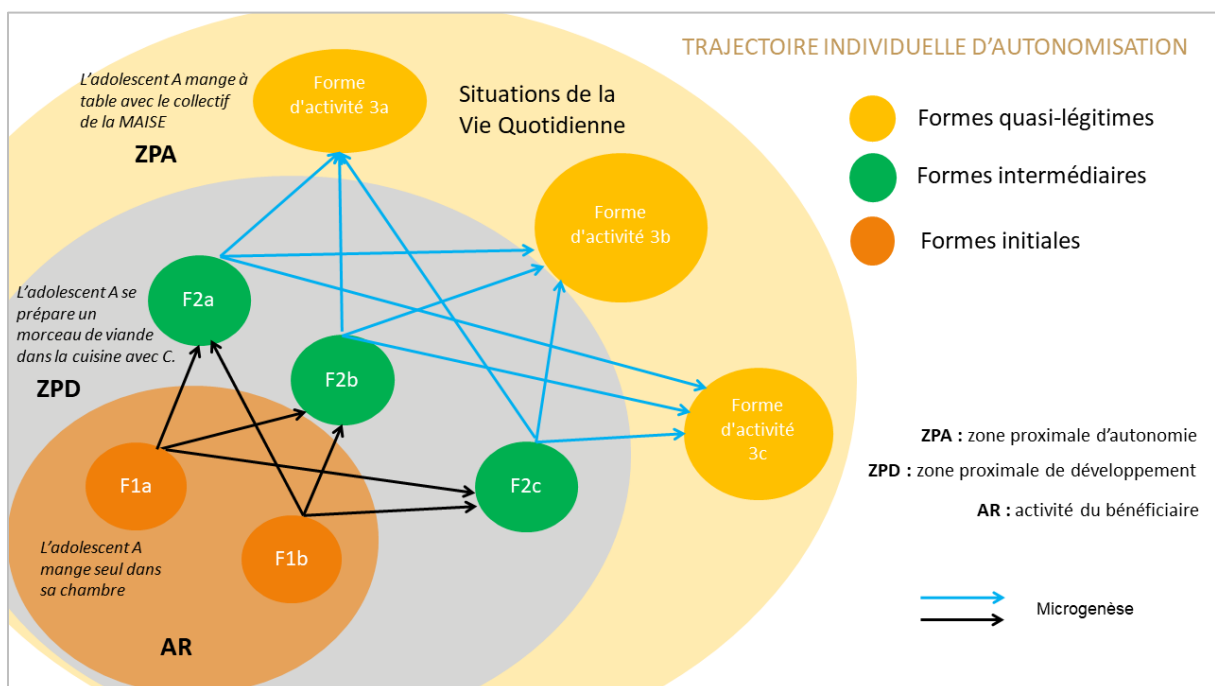 TRAJECTOIRE INDIVIDUELLE D'AUTONOMISATION
L'adolescent A mange à
table avec le collectif
de la MAISE
ZPA
Forme
d'activité 3a
Situations de la
Vie Quotidienne
Formes quasi-légitimes
Formes intermédiaires
Formes initiales
Forme
d'activité 3b
L'adolescent A se
prépare un
morceau de viande
dans la cuisine avec C.
ZPD
F2a
F2b
Forme
d'activité
3c
F2c
F1a
F1b
L'adolescent A
mange seul dans
sa chambre
AR
ZPA : zone proximale d'autonomie
ZPD : zone proximale de développement
AR : activité du bénéficiaire
Microgenèse